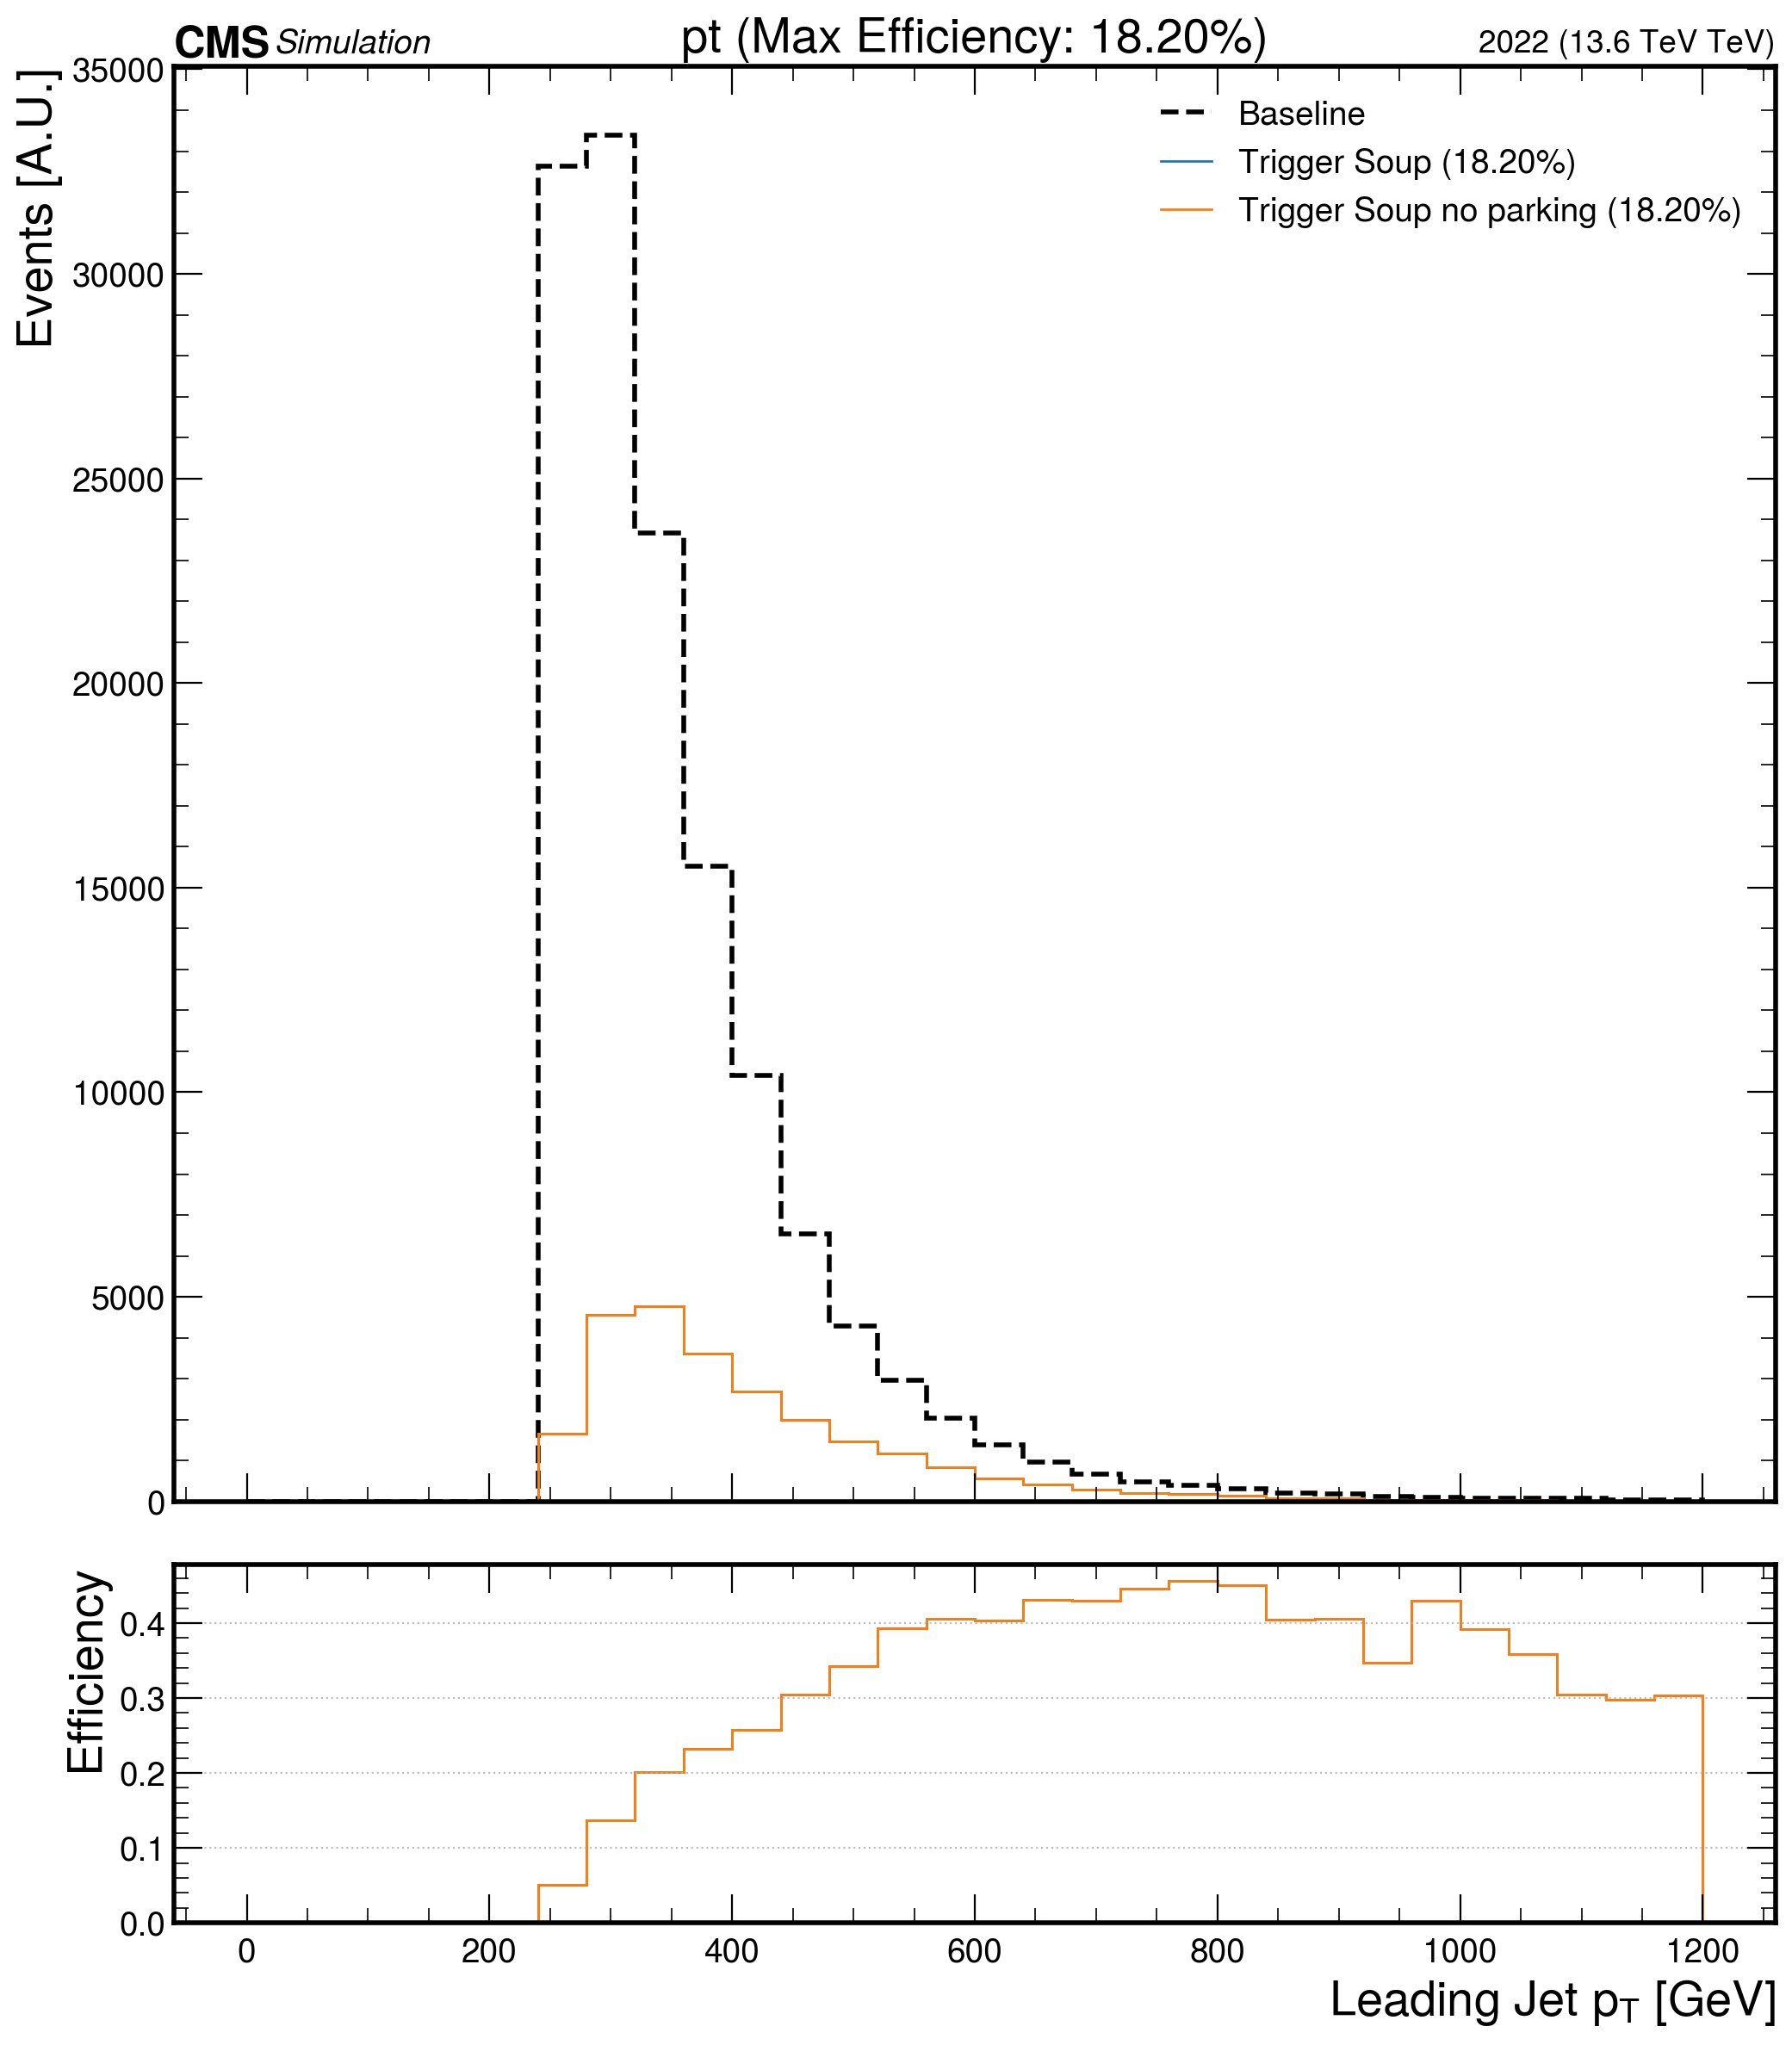 CMS Simulation
pt (Max Efficiency: 18.20%)
2022 (13.6 TeV TeV)
Events [A.U.]
35000
30000
25000
20000
15000
10000
5000
0
Baseline
Trigger Soup (18.20%)
Trigger Soup no parking (18.20%)
Efficiency
0.4
0.3
0.2
0.1
0.0
0 200 400 600 800 1000 1200
Leading Jet pT [GeV]